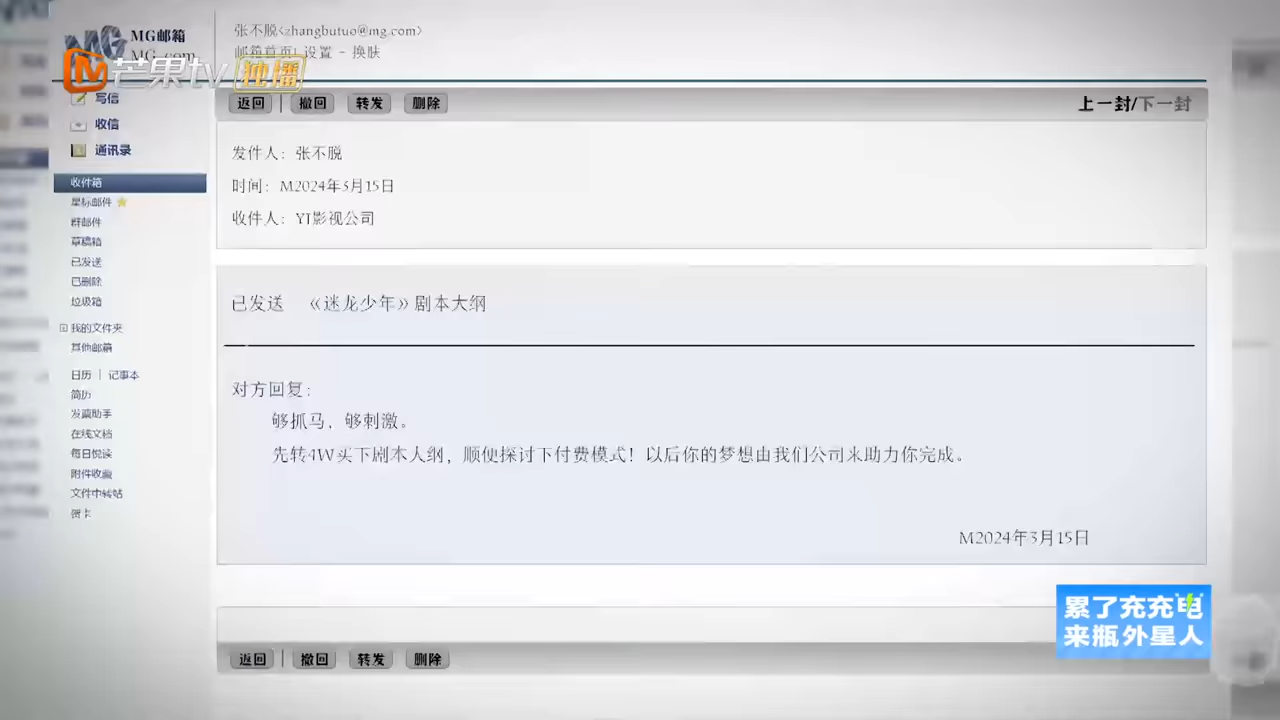 MG邮箱
MG.com
芒果tv 独播
张不脱<zhangbutuo@mg.com>
邮箱首页| 设置 - 换肤
写信
收信
通讯录
收件箱
星标邮件
群邮件
草稿箱
已发送
已删除
垃圾箱
我的文件夹
其他邮箱
日历 | 记事本
简历
发票助手
在线文档
每日悦读
附件收藏
文件中转站
贺卡
返回 | 撤回 转发 删除
上一封/下一封
发件人：张不脱
时间：M2024年3月15日
收件人：YJ影视公司
已发送 《迷龙少年》剧本大纲
对方回复：
够抓马，够刺激。
先转4W买下剧本大纲，顺便探讨下付费模式！以后你的梦想由我们公司来助力你完成。
M2024年3月15日
返回 | 撤回 转发 删除
累了充充电
来瓶外星人